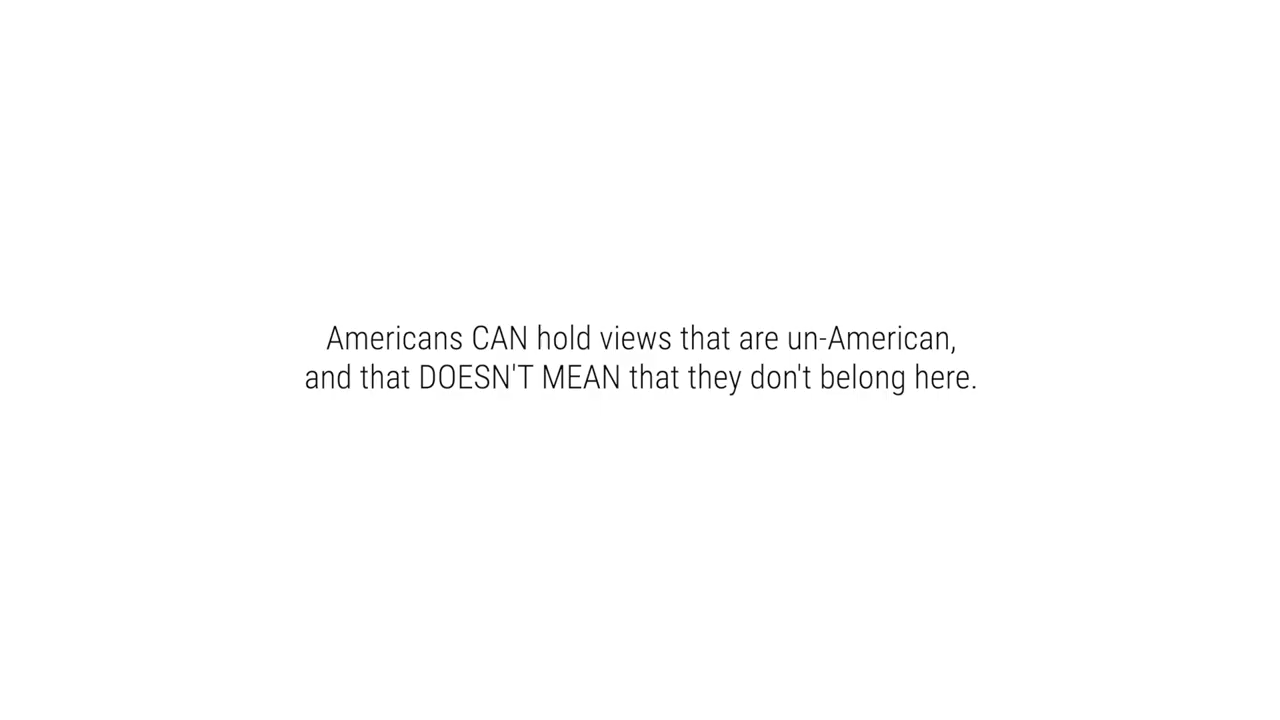 Americans CAN hold views that are un-American,
and that DOESN'T MEAN that they don't belong here.